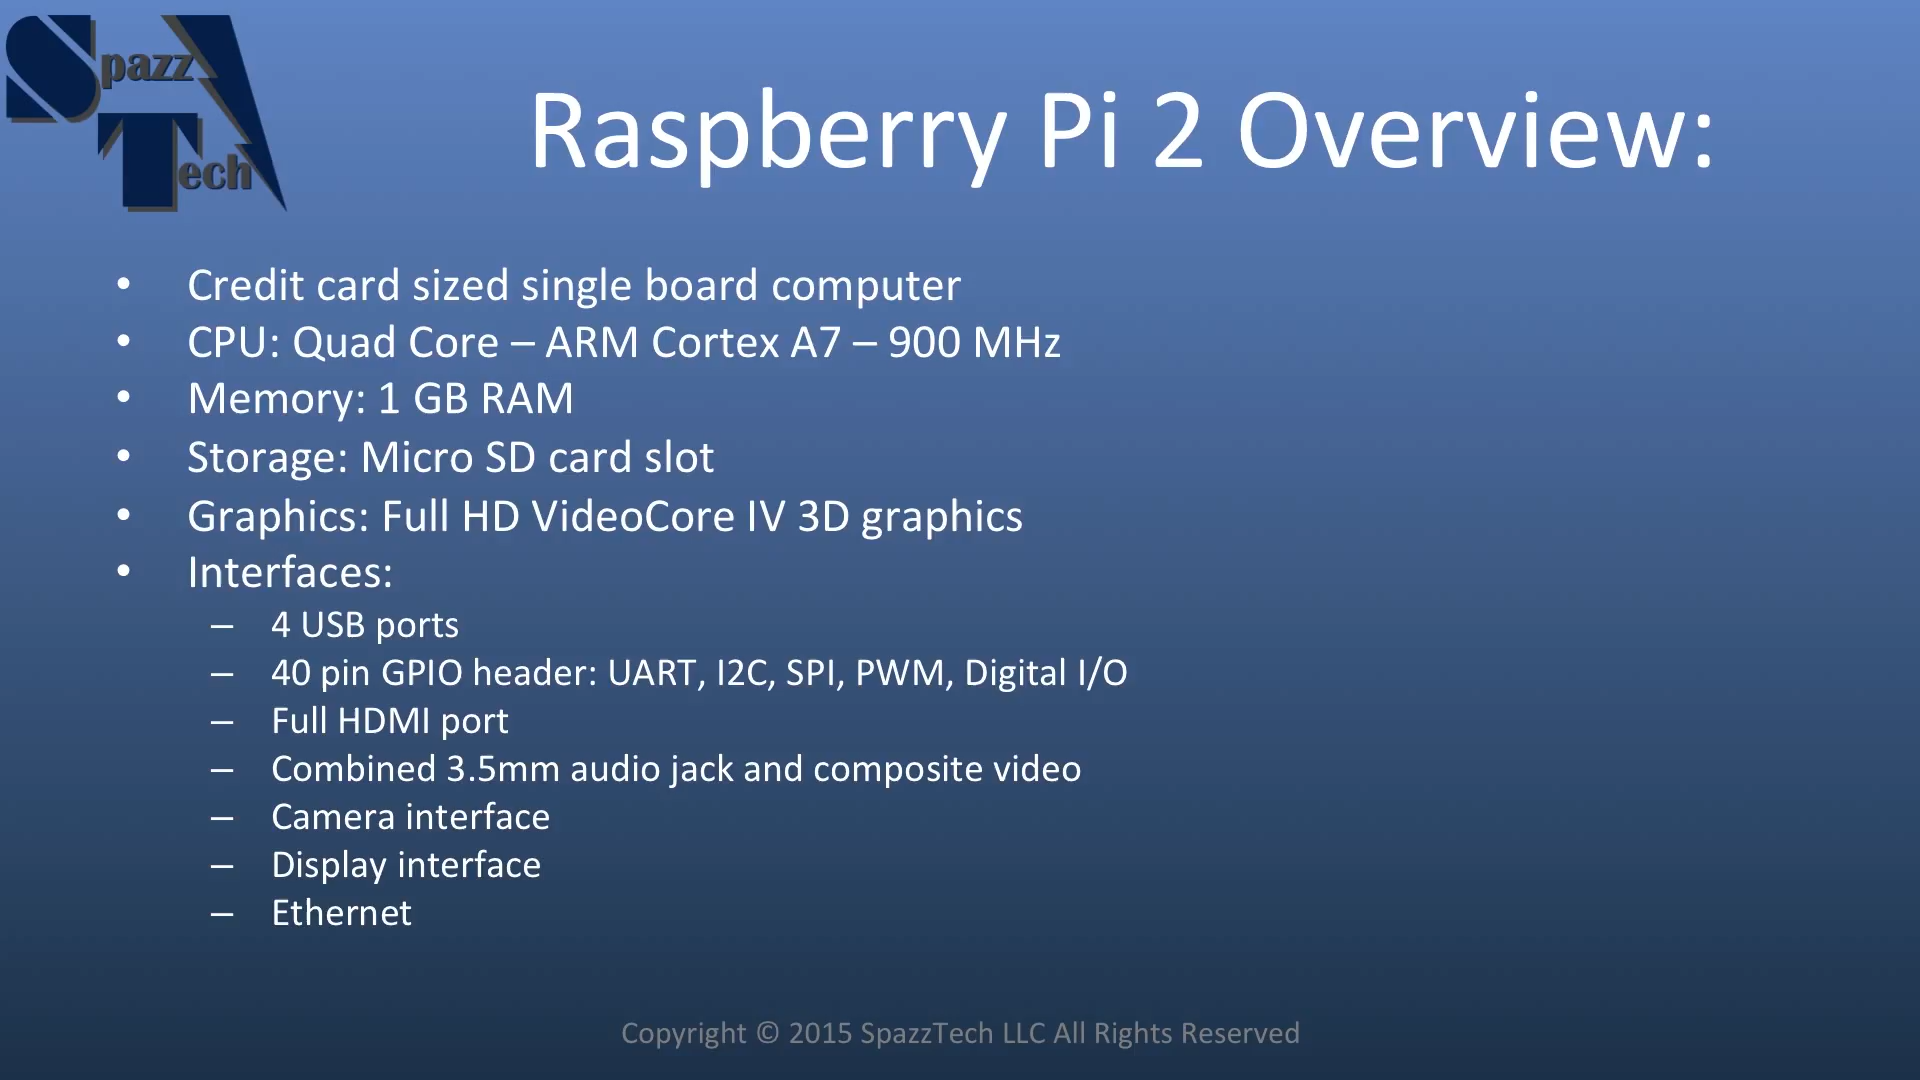 Spazz
Tech
Raspberry Pi 2 Overview:
• Credit card sized single board computer
• CPU: Quad Core – ARM Cortex A7 – 900 MHz
• Memory: 1 GB RAM
• Storage: Micro SD card slot
• Graphics: Full HD VideoCore IV 3D graphics
• Interfaces:
– 4 USB ports
– 40 pin GPIO header: UART, I2C, SPI, PWM, Digital I/O
– Full HDMI port
– Combined 3.5mm audio jack and composite video
– Camera interface
– Display interface
– Ethernet
Copyright © 2015 SpazzTech LLC All Rights Reserved